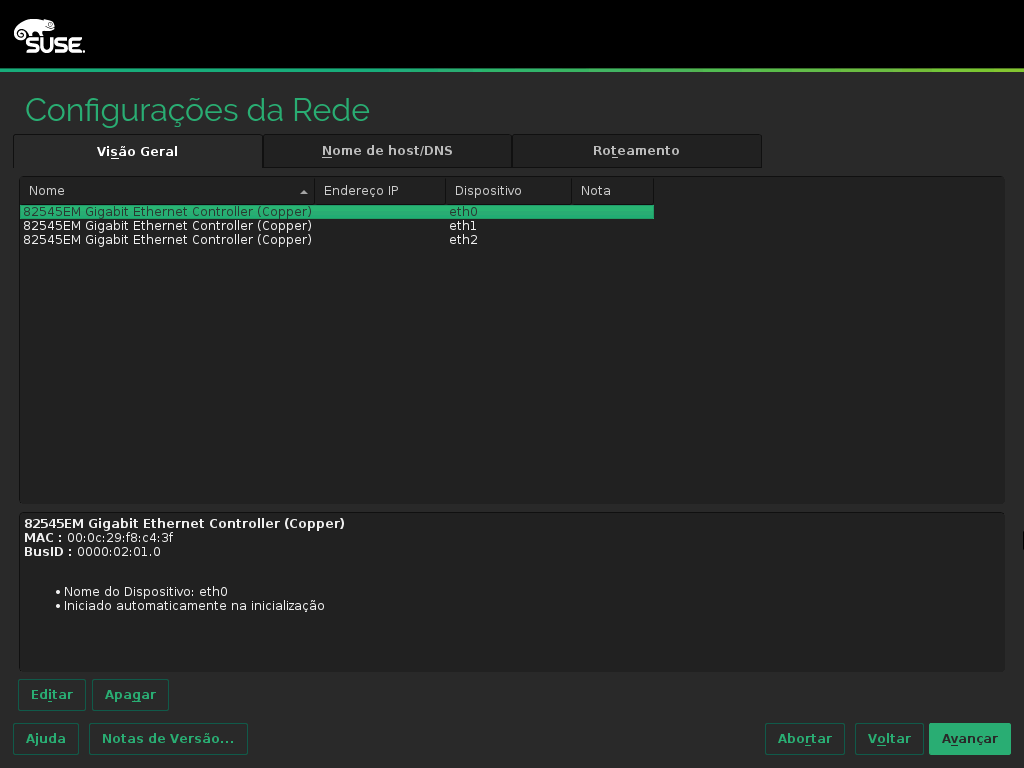 SUSE.
Configurações da Rede
Visão Geral Nome de host/DNS Roteamento
Nome Endereço IP Dispositivo Nota
82545EM Gigabit Ethernet Controller (Copper) eth0
82545EM Gigabit Ethernet Controller (Copper) eth1
82545EM Gigabit Ethernet Controller (Copper) eth2
82545EM Gigabit Ethernet Controller (Copper)
MAC : 00:0c:29:f8:c4:3f
BusID : 0000:02:01.0
• Nome do Dispositivo: eth0
• Iniciado automaticamente na inicialização
Editar Apagar
Ajuda Notas de Versão... Abortar Voltar Avançar